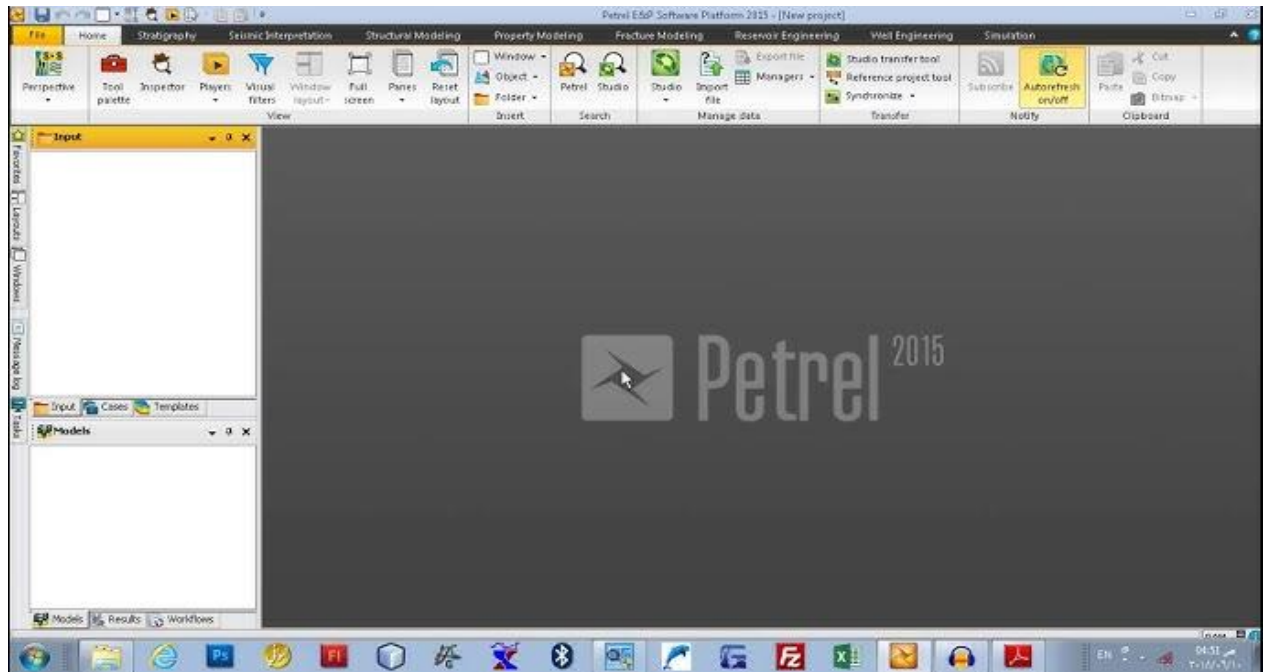 Petrel E&P Software Platform 2015 - [New project]
File Home Stratigraphy Seismic Interpretation Structural Modeling Property Modeling Fracture Modeling Reservoir Engineering Well Engineering Simulation
Perspective
Tool palette
Inspector
Players
Visual filters
Window layout
Full screen
Panes
Reset layout
View
Window
Object
Folder
Insert
Petrel
Studio
Search
Studio
Import file
Export file
Managers
Manage data
Studio transfer tool
Reference project tool
Synchronize
Transfer
Subscribe
Autorefresh on/off
Notify
Paste
Cut
Copy
Bitmap
Clipboard
Favorites
Layouts
Windows
Message log
Tasks
Input
Input Cases Templates
Models
Models Results Workflows
Petrel 2015
Ps
Fl
Fz
EN
04:51